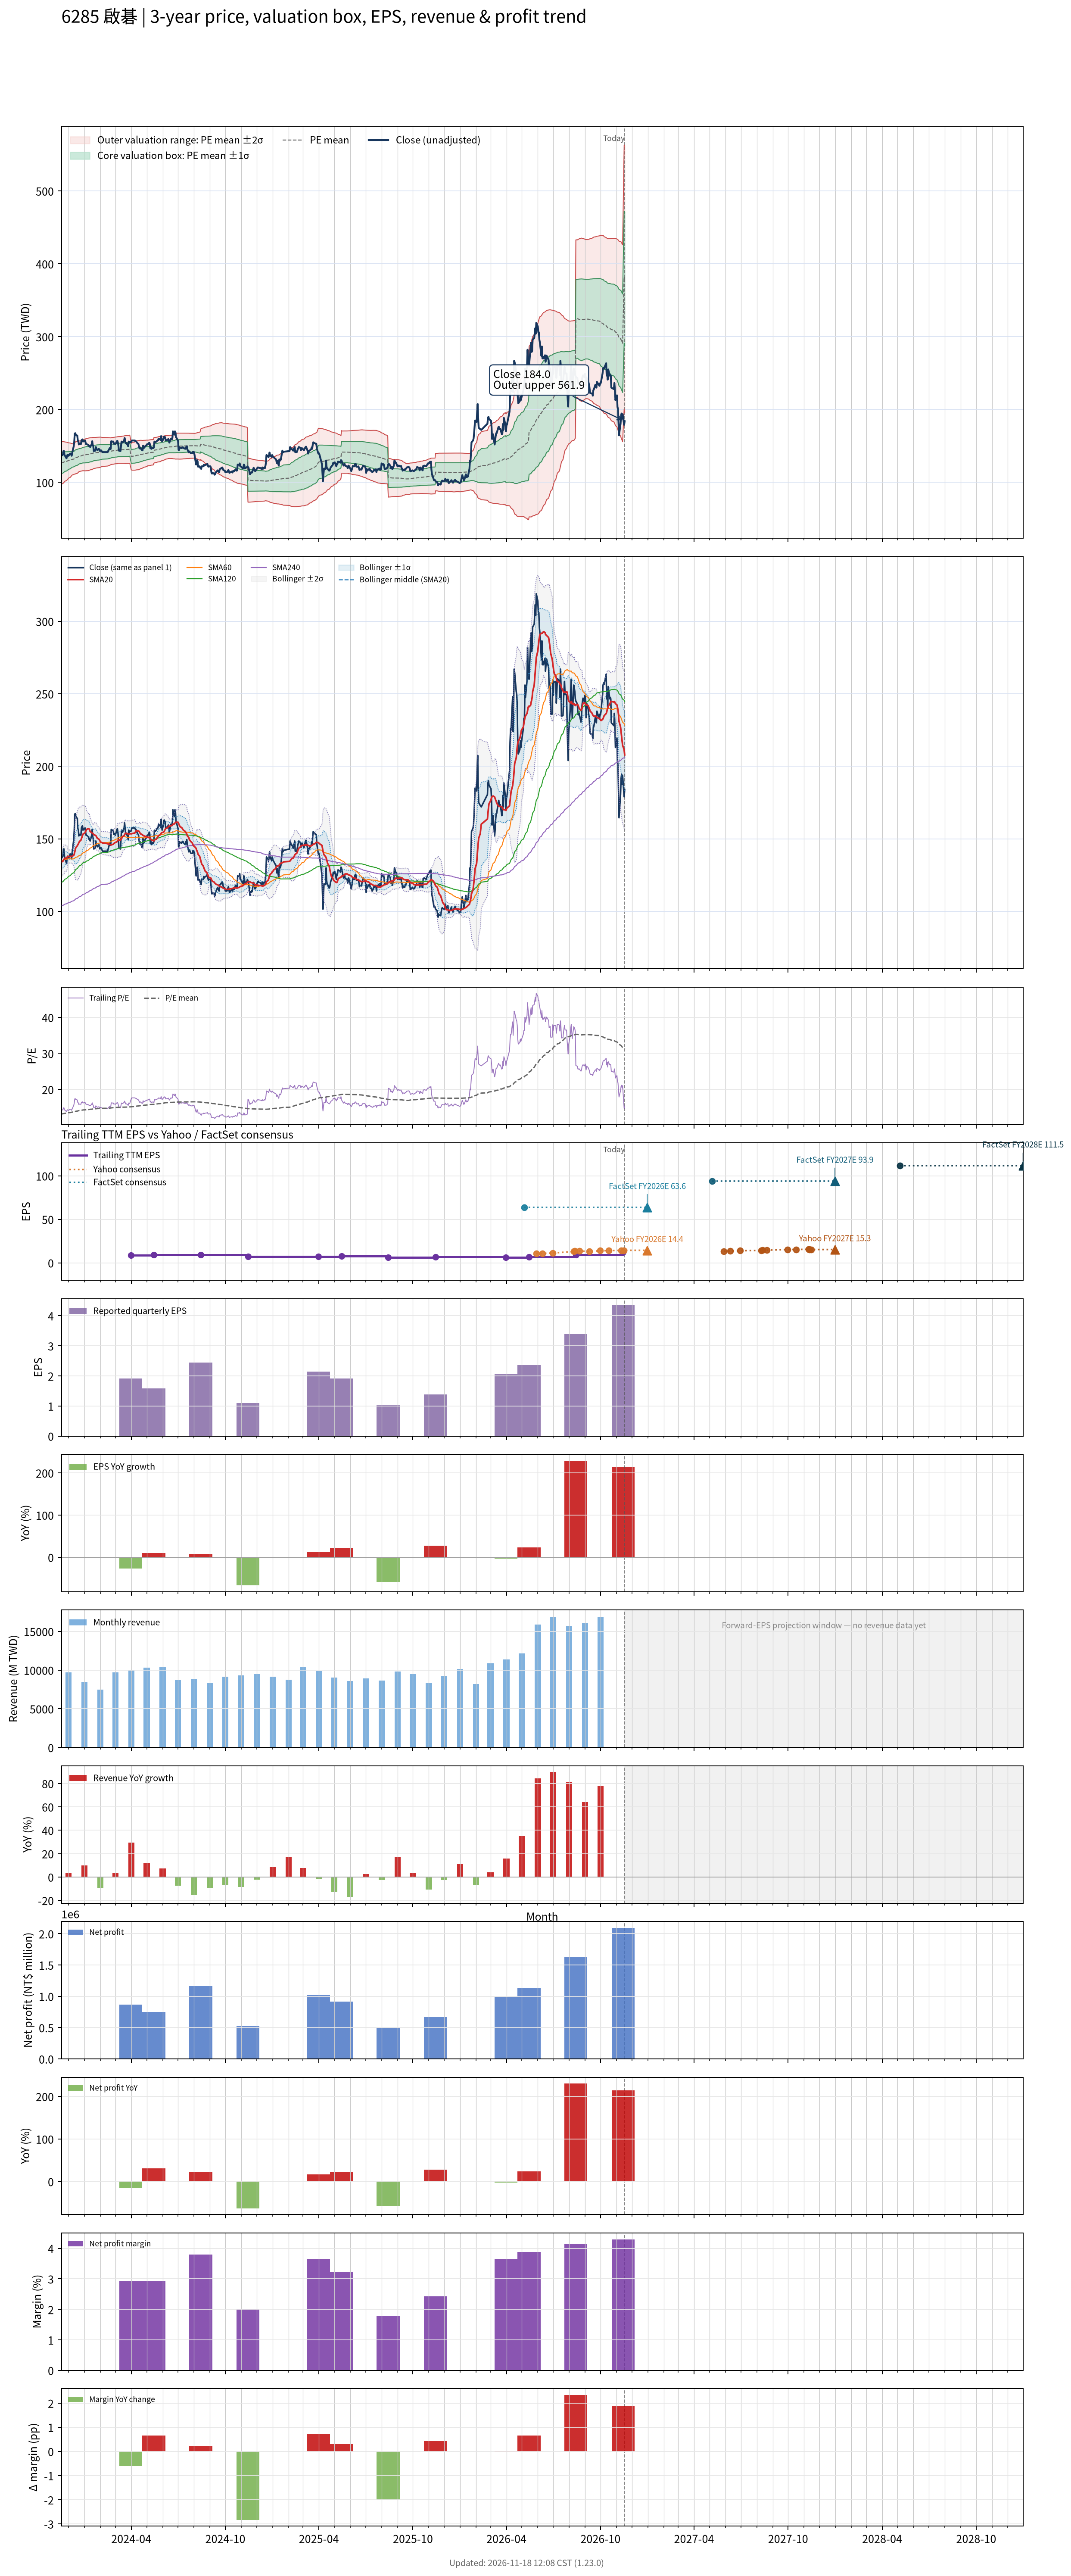 6285 啟碁 | 3-year price, valuation box, EPS, revenue & profit trend
Outer valuation range: PE mean ±2σ
PE mean
Close (unadjusted)
Core valuation box: PE mean ±1σ
Today
500
400
300
200
100
Price (TWD)
Close 184.0
Outer upper 561.9
Close (same as panel 1)
SMA60
SMA240
Bollinger ±1σ
SMA20
SMA120
Bollinger ±2σ
Bollinger middle (SMA20)
300
250
200
150
100
Price
Trailing P/E
P/E mean
40
30
20
P/E
Trailing TTM EPS vs Yahoo / FactSet consensus
Trailing TTM EPS
Yahoo consensus
FactSet consensus
Today
FactSet FY2028E 111.5
FactSet FY2027E 93.9
FactSet FY2026E 63.6
Yahoo FY2026E 14.4
Yahoo FY2027E 15.3
100
50
0
EPS
Reported quarterly EPS
4
3
2
1
0
EPS
EPS YoY growth
200
100
0
YoY (%)
Monthly revenue
Forward-EPS projection window — no revenue data yet
15000
10000
5000
0
Revenue (M TWD)
Revenue YoY growth
80
60
40
20
0
-20
YoY (%)
Month
1e6
Net profit
2.0
1.5
1.0
0.5
0.0
Net profit (NT$ million)
Net profit YoY
200
100
0
YoY (%)
Net profit margin
4
3
2
1
0
Margin (%)
Margin YoY change
2
1
0
-1
-2
-3
Δ margin (pp)
2024-04
2024-10
2025-04
2025-10
2026-04
2026-10
2027-04
2027-10
2028-04
2028-10
Updated: 2026-11-18 12:08 CST (1.23.0)